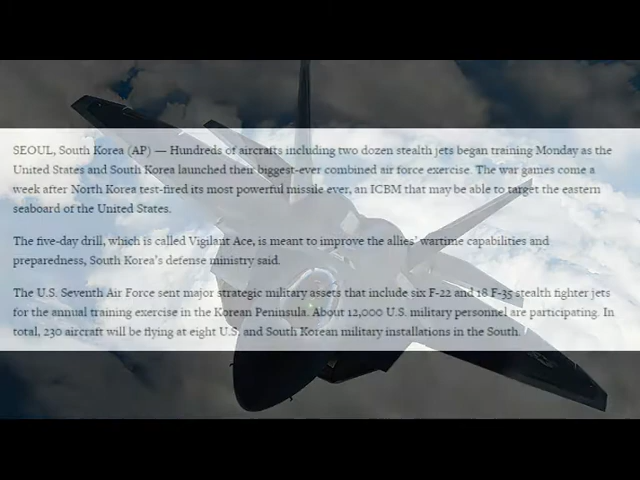 SEOUL, South Korea (AP) — Hundreds of aircrafts including two dozen stealth jets began training Monday as the
United States and South Korea launched their biggest-ever combined air force exercise. The war games come a
week after North Korea test-fired its most powerful missile ever, an ICBM that may be able to target the eastern
seaboard of the United States.
The five-day drill, which is called Vigilant Ace, is meant to improve the allies' wartime capabilities and
preparedness, South Korea's defense ministry said.
The U.S. Seventh Air Force sent major strategic military assets that include six F-22 and 18 F-35 stealth fighter jets
for the annual training exercise in the Korean Peninsula. About 12,000 U.S. military personnel are participating. In
total, 230 aircraft will be flying at eight U.S. and South Korean military installations in the South.